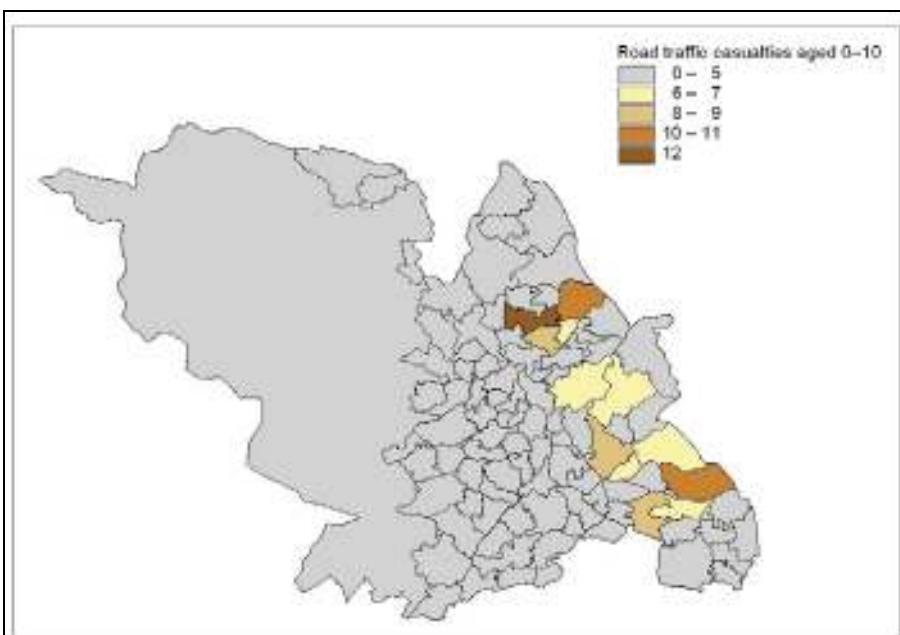 Road traffic casualties aged 0–10
0 – 5
6 – 7
8 – 9
10 – 11
12